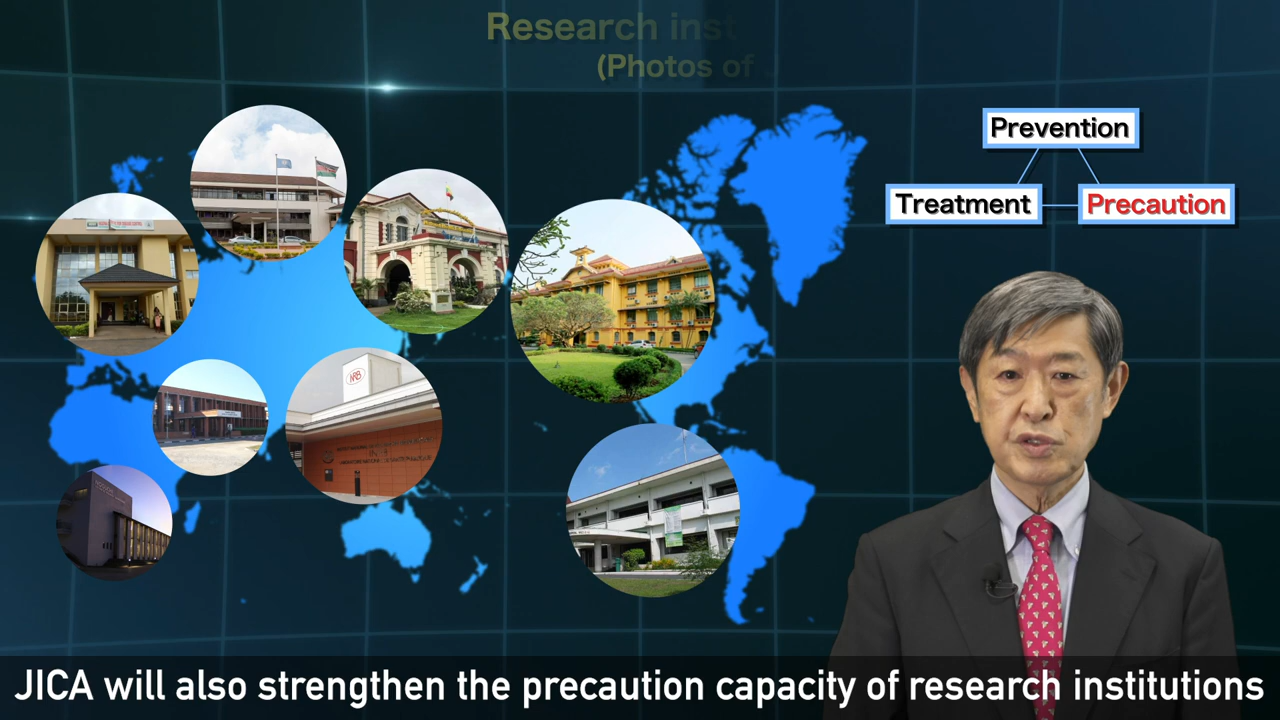 Research inst
(Photos of
Prevention
Treatment
Precaution
JICA will also strengthen the precaution capacity of research institutions